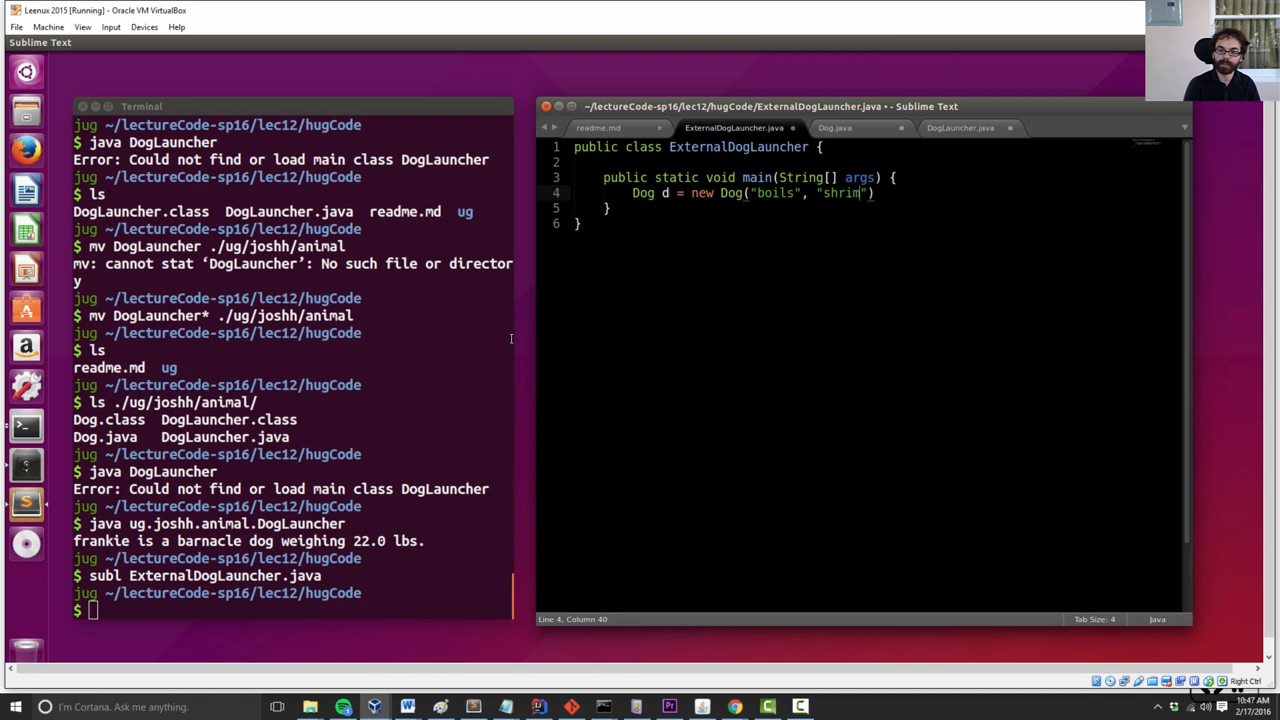 Leenux 2015 [Running] - Oracle VM VirtualBox
File Machine View Input Devices Help
Sublime Text
Terminal
jug ~/lectureCode-sp16/lec12/hugCode
$ java DogLauncher
Error: Could not find or load main class DogLauncher
jug ~/lectureCode-sp16/lec12/hugCode
$ ls
DogLauncher.class DogLauncher.java readme.md ug
jug ~/lectureCode-sp16/lec12/hugCode
$ mv DogLauncher ./ug/joshh/animal
mv: cannot stat ‘DogLauncher’: No such file or director
y
jug ~/lectureCode-sp16/lec12/hugCode
$ mv DogLauncher* ./ug/joshh/animal
jug ~/lectureCode-sp16/lec12/hugCode
$ ls
readme.md ug
jug ~/lectureCode-sp16/lec12/hugCode
$ ls ./ug/joshh/animal/
Dog.class DogLauncher.class
Dog.java DogLauncher.java
jug ~/lectureCode-sp16/lec12/hugCode
$ java DogLauncher
Error: Could not find or load main class DogLauncher
jug ~/lectureCode-sp16/lec12/hugCode
$ java ug.joshh.animal.DogLauncher
frankie is a barnacle dog weighing 22.0 lbs.
jug ~/lectureCode-sp16/lec12/hugCode
$ subl ExternalDogLauncher.java
jug ~/lectureCode-sp16/lec12/hugCode
$
~/lectureCode-sp16/lec12/hugCode/ExternalDogLauncher.java • - Sublime Text
readme.md ExternalDogLauncher.java Dog.java DogLauncher.java
1 public class ExternalDogLauncher {
2
3 public static void main(String[] args) {
4 Dog d = new Dog("boils", "shrim")
5 }
6 }
Line 4, Column 40 Tab Size: 4 Java
Right Ctrl
I'm Cortana. Ask me anything.
10:47 AM
2/17/2016